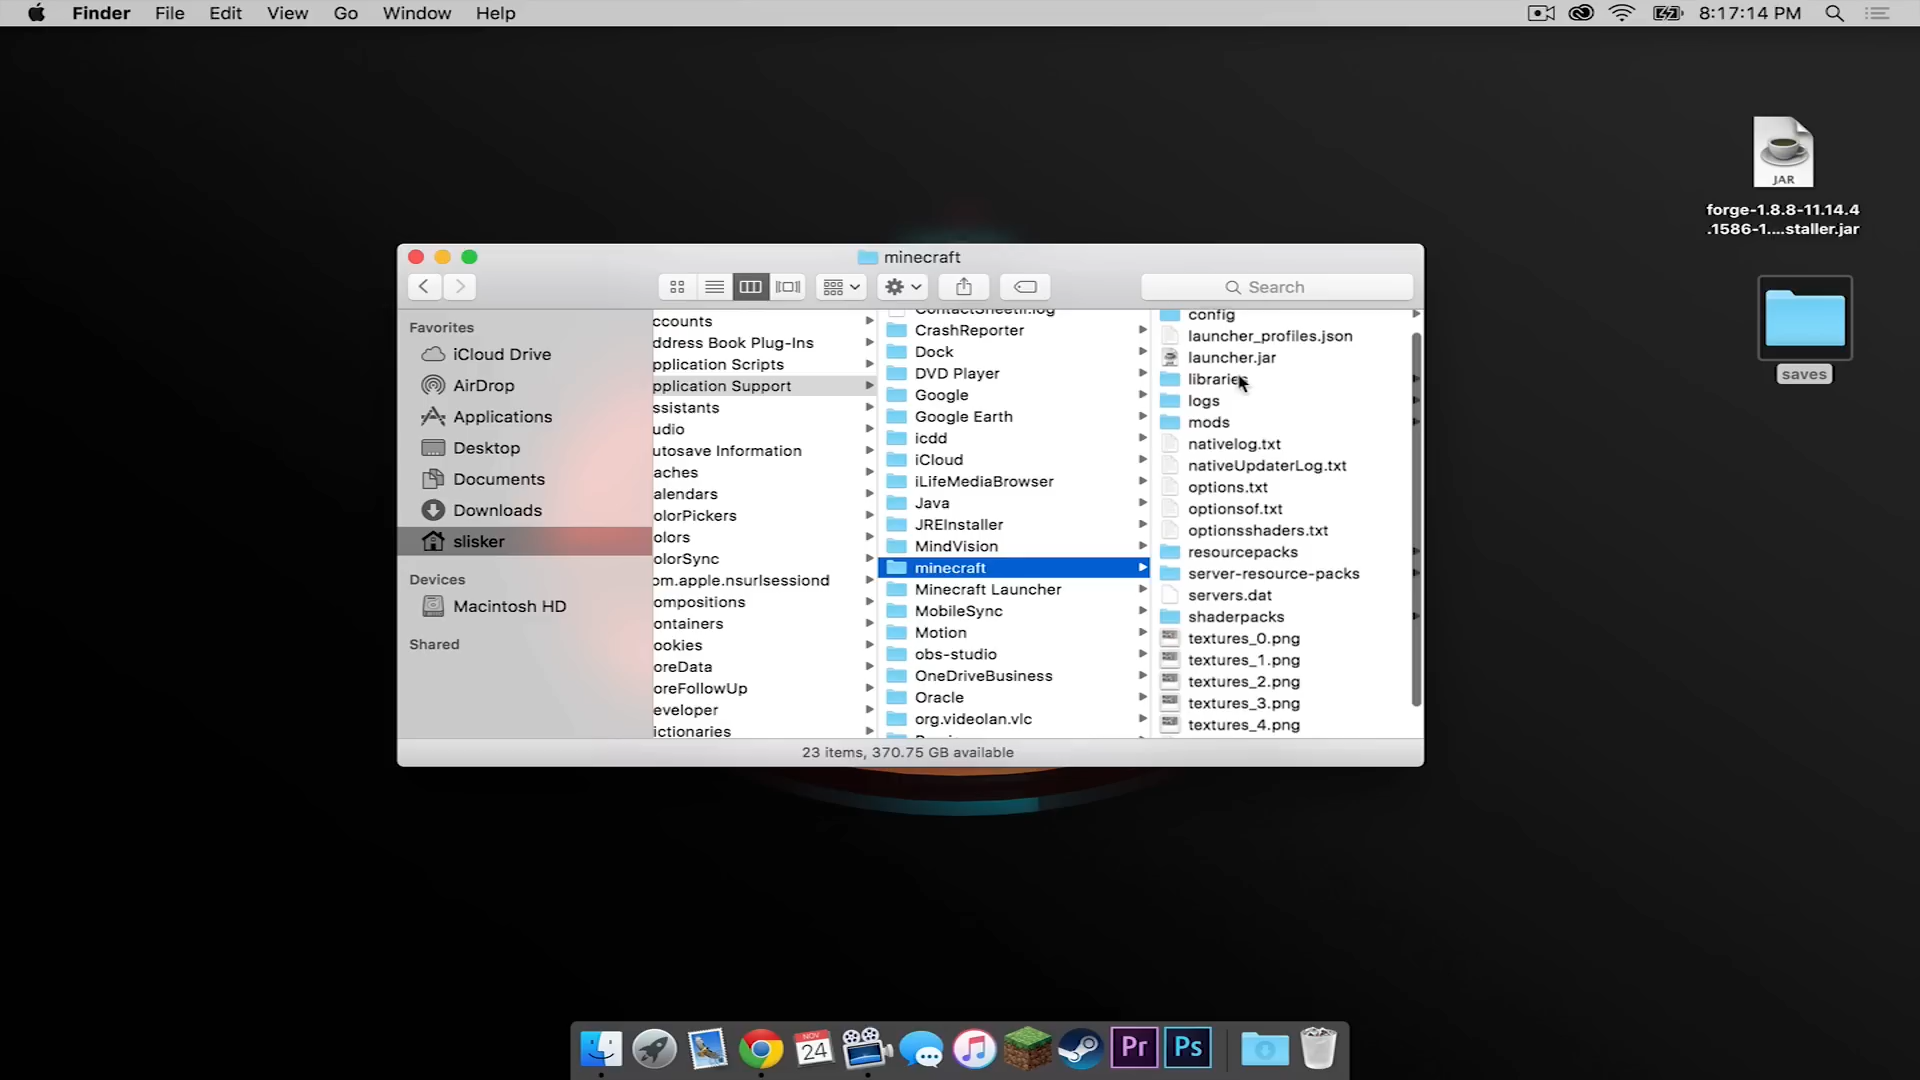 Finder File Edit View Go Window Help
8:17:14 PM
JAR
forge-1.8.8-11.14.4
.1586-1....staller.jar
saves
minecraft
Search
Favorites
iCloud Drive
AirDrop
Applications
Desktop
Documents
Downloads
slisker
Devices
Macintosh HD
Shared
ccounts
ddress Book Plug-Ins
pplication Scripts
pplication Support
ssistants
udio
utosave Information
aches
alendars
olorPickers
olors
olorSync
om.apple.nsurlsessiond
ompositions
ontainers
ookies
oreData
oreFollowUp
eveloper
ictionaries
CrashReporter
Dock
DVD Player
Google
Google Earth
icdd
iCloud
iLifeMediaBrowser
Java
JREInstaller
MindVision
minecraft
Minecraft Launcher
MobileSync
Motion
obs-studio
OneDriveBusiness
Oracle
org.videolan.vlc
config
launcher_profiles.json
launcher.jar
libraries
logs
mods
nativelog.txt
nativeUpdaterLog.txt
options.txt
optionsof.txt
optionsshaders.txt
resourcepacks
server-resource-packs
servers.dat
shaderpacks
textures_0.png
textures_1.png
textures_2.png
textures_3.png
textures_4.png
23 items, 370.75 GB available
NOV
24
Pr
Ps